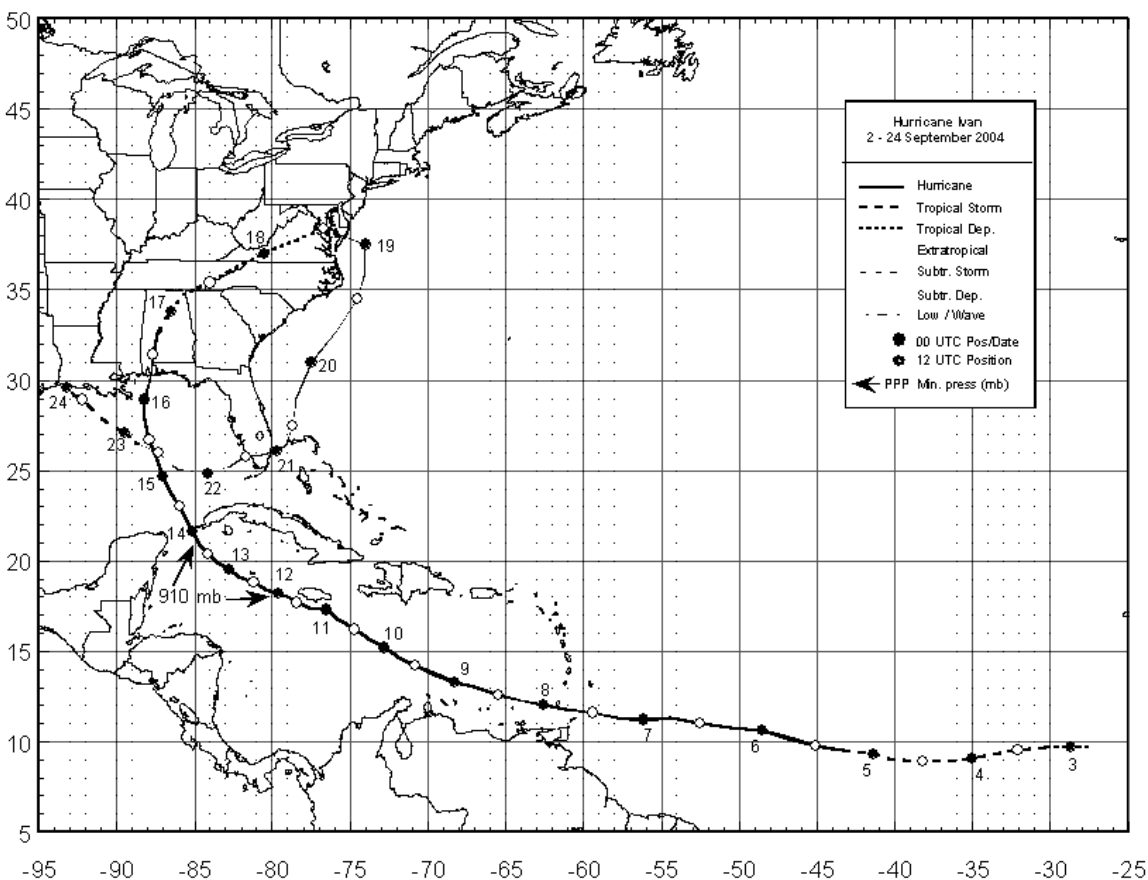 50
45
40
35
30
25
20
15
10
5
-95 -90 -85 -80 -75 -70 -65 -60 -55 -50 -45 -40 -35 -30 -25
Hurricane Ivan
2 - 24 September 2004
Hurricane
Tropical Storm
Tropical Dep.
Extratropical
Subtr. Storm
Subtr. Dep.
Low / Wave
00 UTC Pos/Date
12 UTC Position
PPP Min. press (mb)
18
19
17
20
24
16
23
21
15
22
14
13
12
910 mb
11
10
9
8
7
6
5
4
3